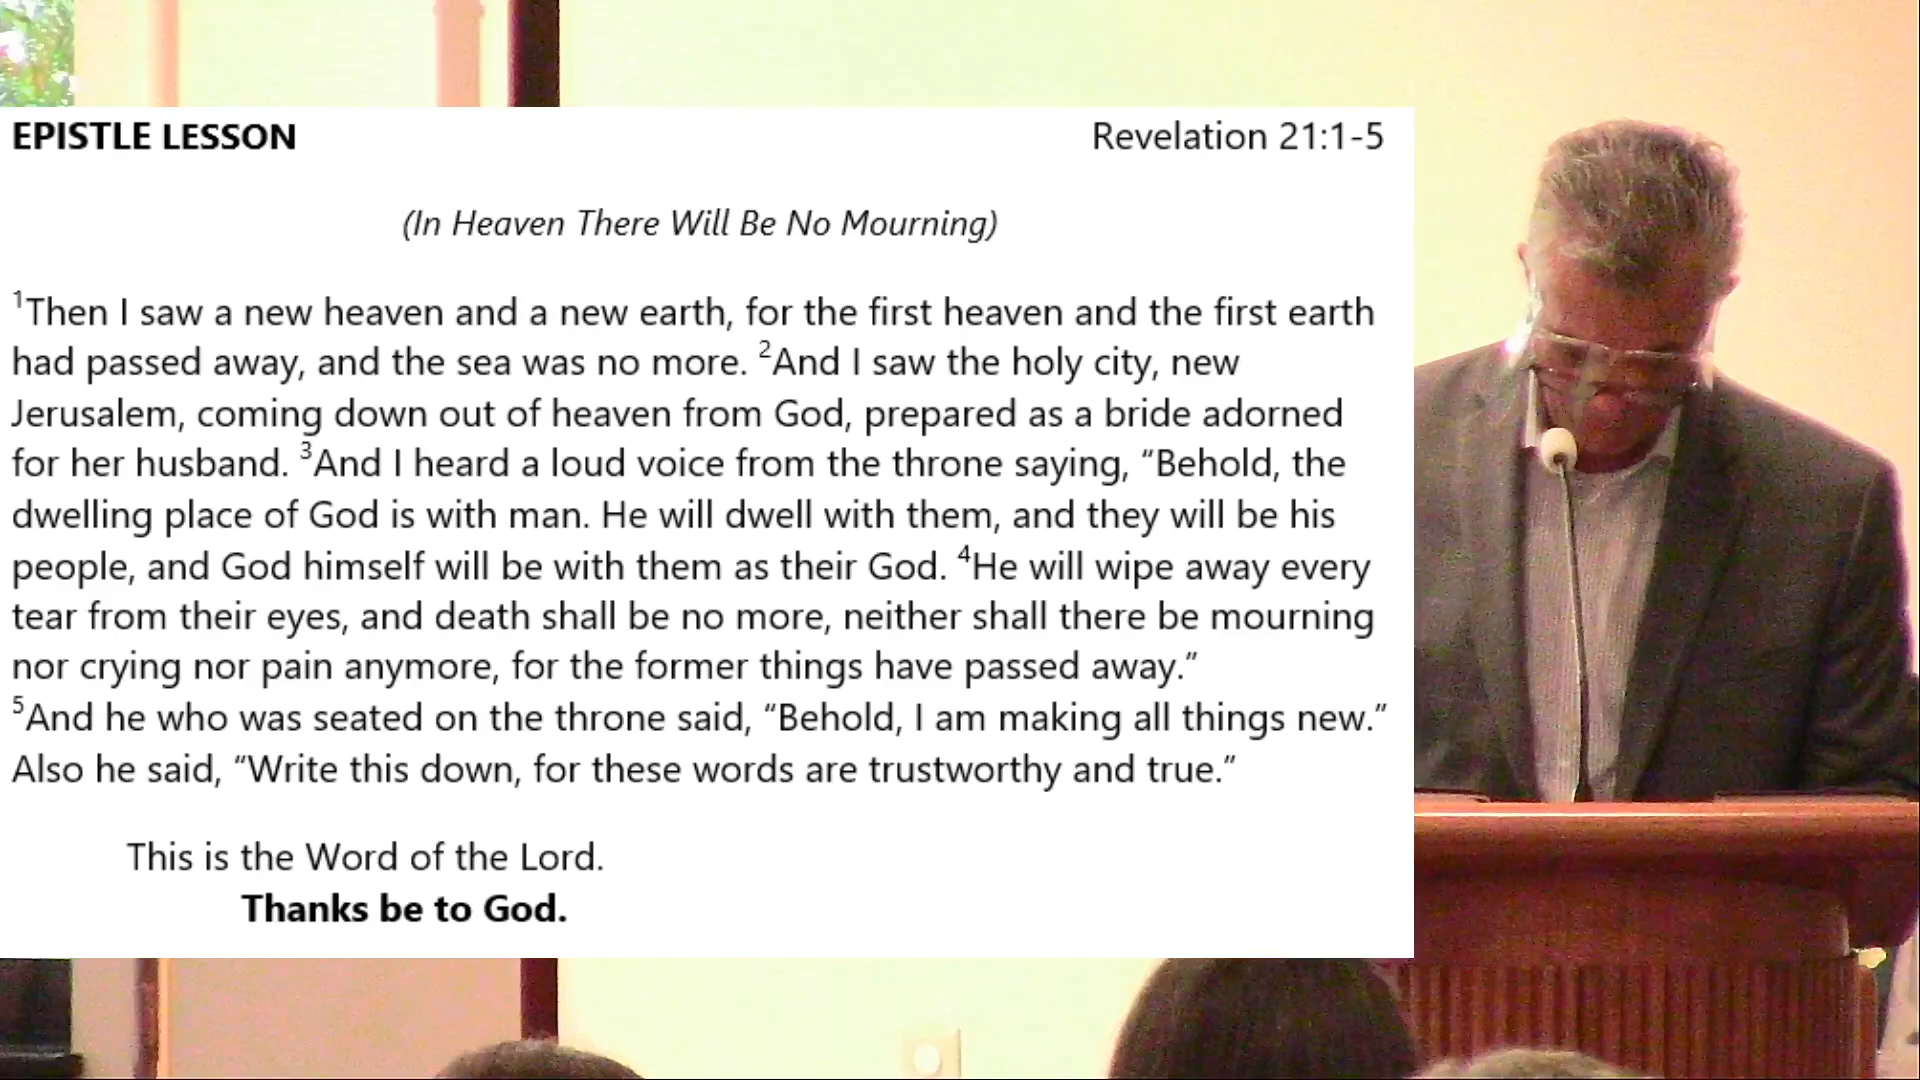 EPISTLE LESSON Revelation 21:1-5
(In Heaven There Will Be No Mourning)
¹Then I saw a new heaven and a new earth, for the first heaven and the first earth
had passed away, and the sea was no more. ²And I saw the holy city, new
Jerusalem, coming down out of heaven from God, prepared as a bride adorned
for her husband. ³And I heard a loud voice from the throne saying, “Behold, the
dwelling place of God is with man. He will dwell with them, and they will be his
people, and God himself will be with them as their God. ⁴He will wipe away every
tear from their eyes, and death shall be no more, neither shall there be mourning
nor crying nor pain anymore, for the former things have passed away.”
⁵And he who was seated on the throne said, “Behold, I am making all things new.”
Also he said, “Write this down, for these words are trustworthy and true.”
This is the Word of the Lord.
Thanks be to God.